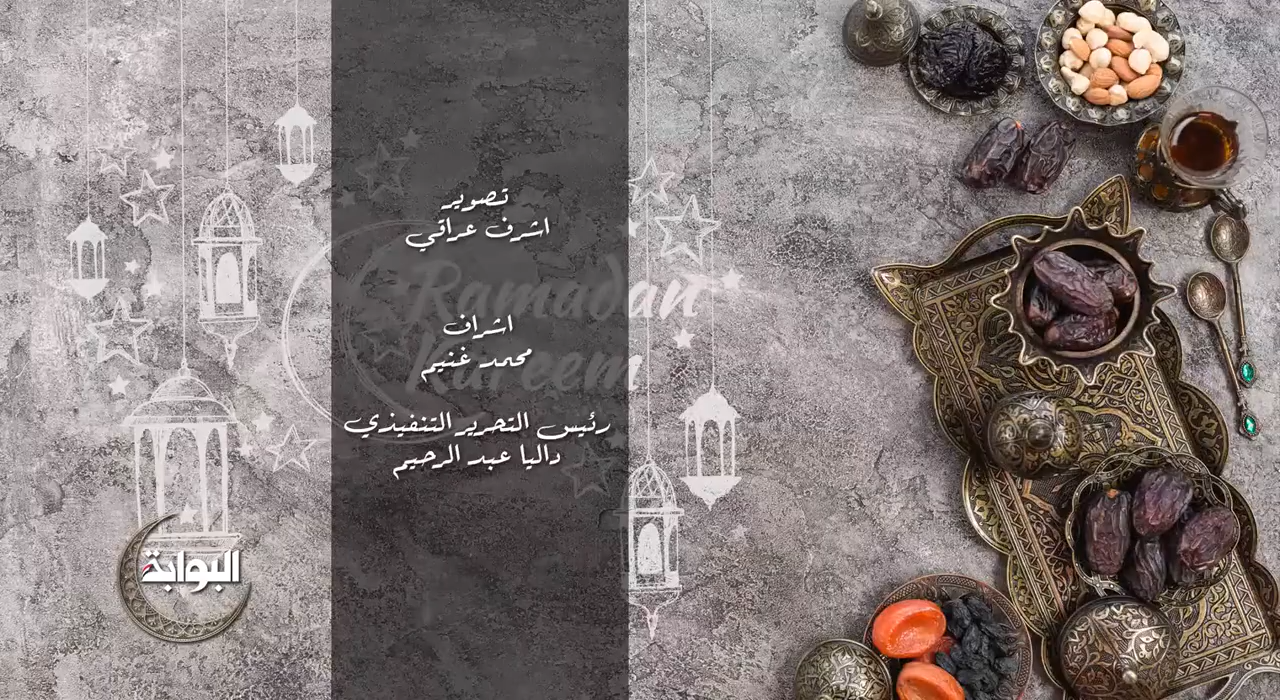 تصوير
اشرف عراقي
Ramadan
اشراف
محمد غنيم
Kareem
رئيس التحرير التنفيذي
داليا عبد الرحيم
البوابة